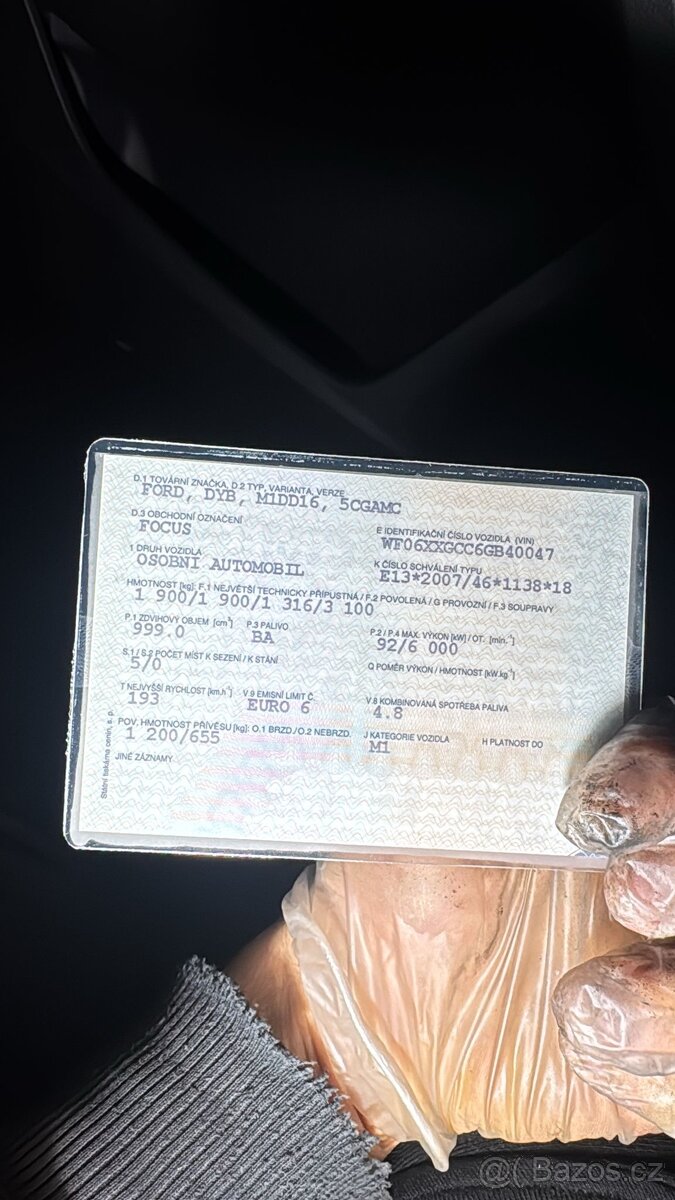 D.1 TOVÁRNÍ ZNAČKA, D.2 TYP, VARIANTA, VERZE
FORD, DYB, M1DD16, 5CGAMC
D.3 OBCHODNÍ OZNAČENÍ
FOCUS
E IDENTIFIKAČNÍ ČÍSLO VOZIDLA (VIN)
WF06XXGCC6GB40047
1 DRUH VOZIDLA
OSOBNÍ AUTOMOBIL
K ČÍSLO SCHVÁLENÍ TYPU
E13*2007/46*1138*18
HMOTNOST [kg]: F.1 NEJVĚTŠÍ TECHNICKY PŘÍPUSTNÁ / F.2 POVOLENÁ / G PROVOZNÍ / F.3 SOUPRAVY
1 900/1 900/1 316/3 100
P.1 ZDVIHOVÝ OBJEM [cm³] P.3 PALIVO
999.0 BA
P.2 / P.4 MAX. VÝKON [kW] / OT. [min.⁻¹]
92/6 000
S.1 / S.2 POČET MÍST K SEZENÍ / K STÁNÍ
5/0
Q POMĚR VÝKON / HMOTNOST [kW.kg⁻¹]
T NEJVYŠŠÍ RYCHLOST [km.h⁻¹] V.9 EMISNÍ LIMIT Č.
193 EURO 6
V.8 KOMBINOVANÁ SPOTŘEBA PALIVA
4.8
POV. HMOTNOST PŘÍVĚSU [kg]: O.1 BRZD./O.2 NEBRZD.
1 200/655
J KATEGORIE VOZIDLA H PLATNOST DO
M1
JINÉ ZÁZNAMY
Státní tiskárna cenin, s. p.
@( Bazos.cz